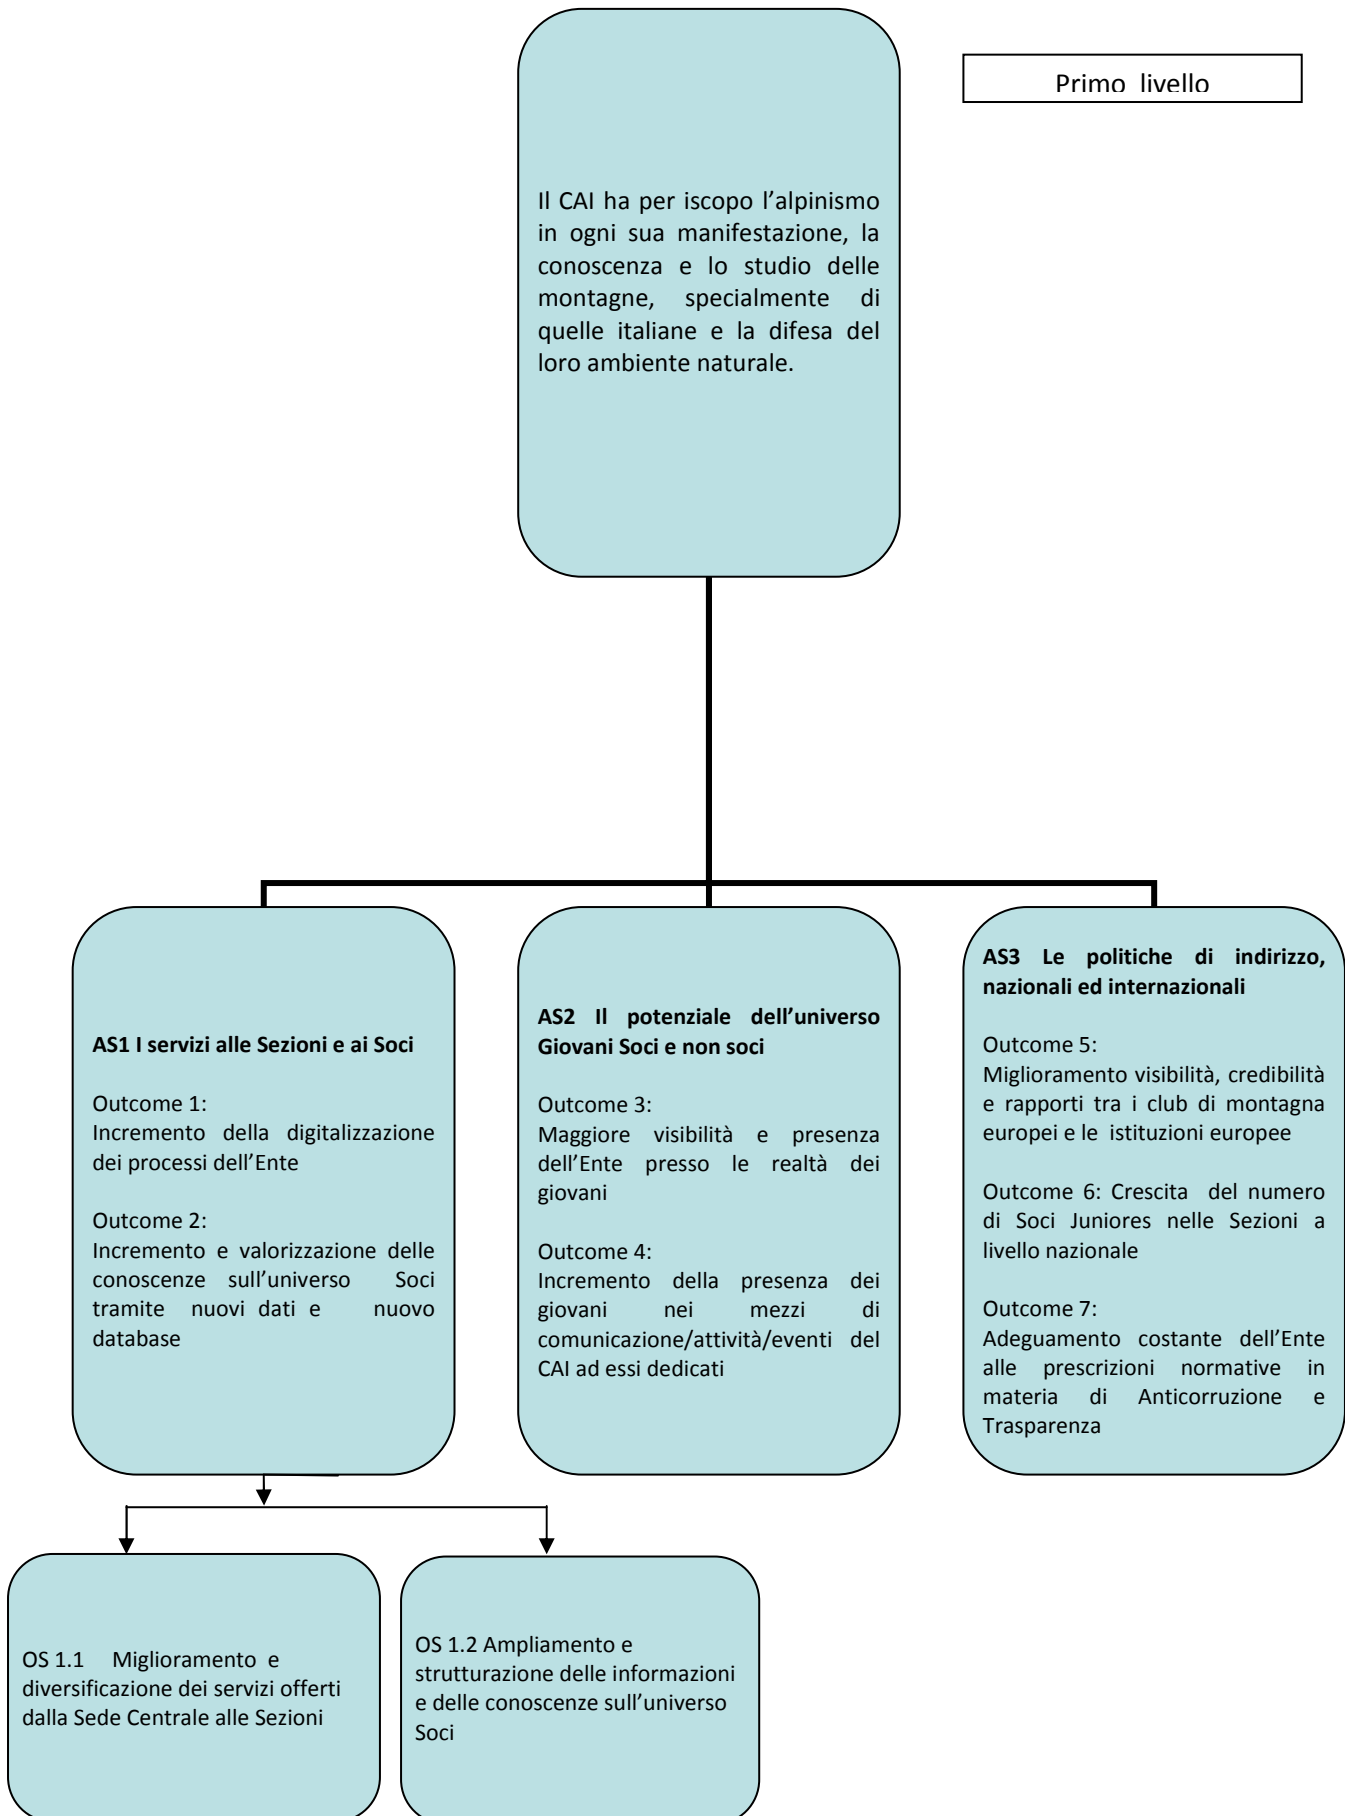 Primo livello
Il CAI ha per iscopo l’alpinismo
in ogni sua manifestazione, la
conoscenza e lo studio delle
montagne, specialmente di
quelle italiane e la difesa del
loro ambiente naturale.
AS1 I servizi alle Sezioni e ai Soci
Outcome 1:
Incremento della digitalizzazione
dei processi dell’Ente
Outcome 2:
Incremento e valorizzazione delle
conoscenze sull’universo Soci
tramite nuovi dati e nuovo
database
AS2 Il potenziale dell’universo
Giovani Soci e non soci
Outcome 3:
Maggiore visibilità e presenza
dell’Ente presso le realtà dei
giovani
Outcome 4:
Incremento della presenza dei
giovani nei mezzi di
comunicazione/attività/eventi del
CAI ad essi dedicati
AS3 Le politiche di indirizzo,
nazionali ed internazionali
Outcome 5:
Miglioramento visibilità, credibilità
e rapporti tra i club di montagna
europei e le istituzioni europee
Outcome 6: Crescita del numero
di Soci Juniores nelle Sezioni a
livello nazionale
Outcome 7:
Adeguamento costante dell’Ente
alle prescrizioni normative in
materia di Anticorruzione e
Trasparenza
OS 1.1 Miglioramento e
diversificazione dei servizi offerti
dalla Sede Centrale alle Sezioni
OS 1.2 Ampliamento e
strutturazione delle informazioni
e delle conoscenze sull’universo
Soci